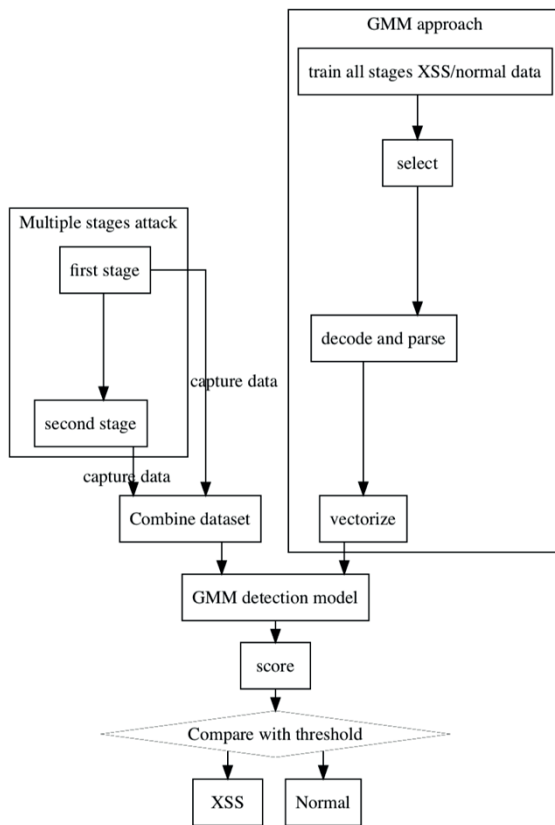 GMM approach
train all stages XSS/normal data
select
Multiple stages attack
first stage
decode and parse
capture data
second stage
capture data
Combine dataset
vectorize
GMM detection model
score
Compare with threshold
XSS
Normal